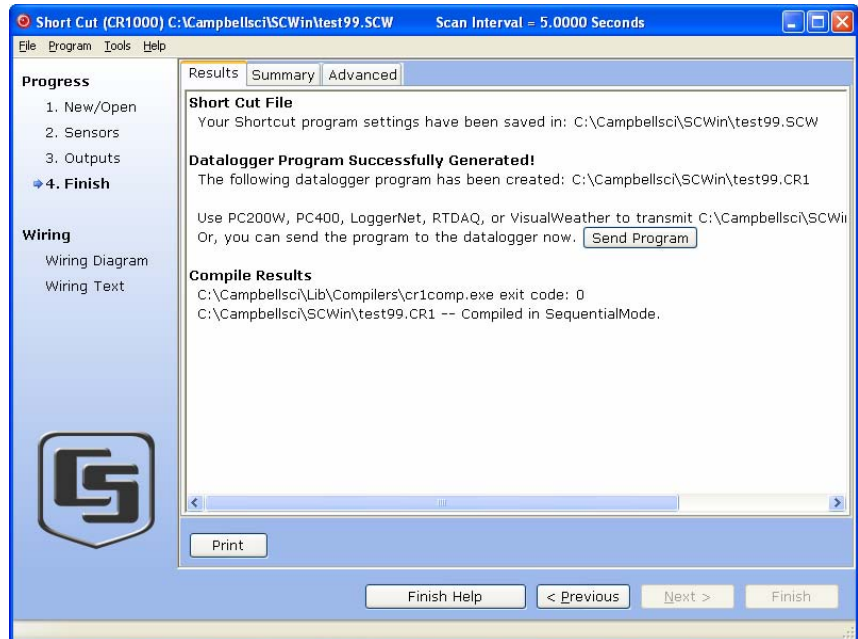 Short Cut (CR1000) C:\Campbellsci\SCWin\test99.SCW Scan Interval = 5.0000 Seconds
File Program Tools Help
Progress
1. New/Open
2. Sensors
3. Outputs
4. Finish
Wiring
Wiring Diagram
Wiring Text
Results Summary Advanced
Short Cut File
Your Shortcut program settings have been saved in: C:\Campbellsci\SCWin\test99.SCW
Datalogger Program Successfully Generated!
The following datalogger program has been created: C:\Campbellsci\SCWin\test99.CR1
Use PC200W, PC400, LoggerNet, RTDAQ, or VisualWeather to transmit C:\Campbellsci\SCWi
Or, you can send the program to the datalogger now. Send Program
Compile Results
C:\Campbellsci\Lib\Compilers\cr1comp.exe exit code: 0
C:\Campbellsci\SCWin\test99.CR1 -- Compiled in SequentialMode.
CS
Print
Finish Help < Previous Next > Finish